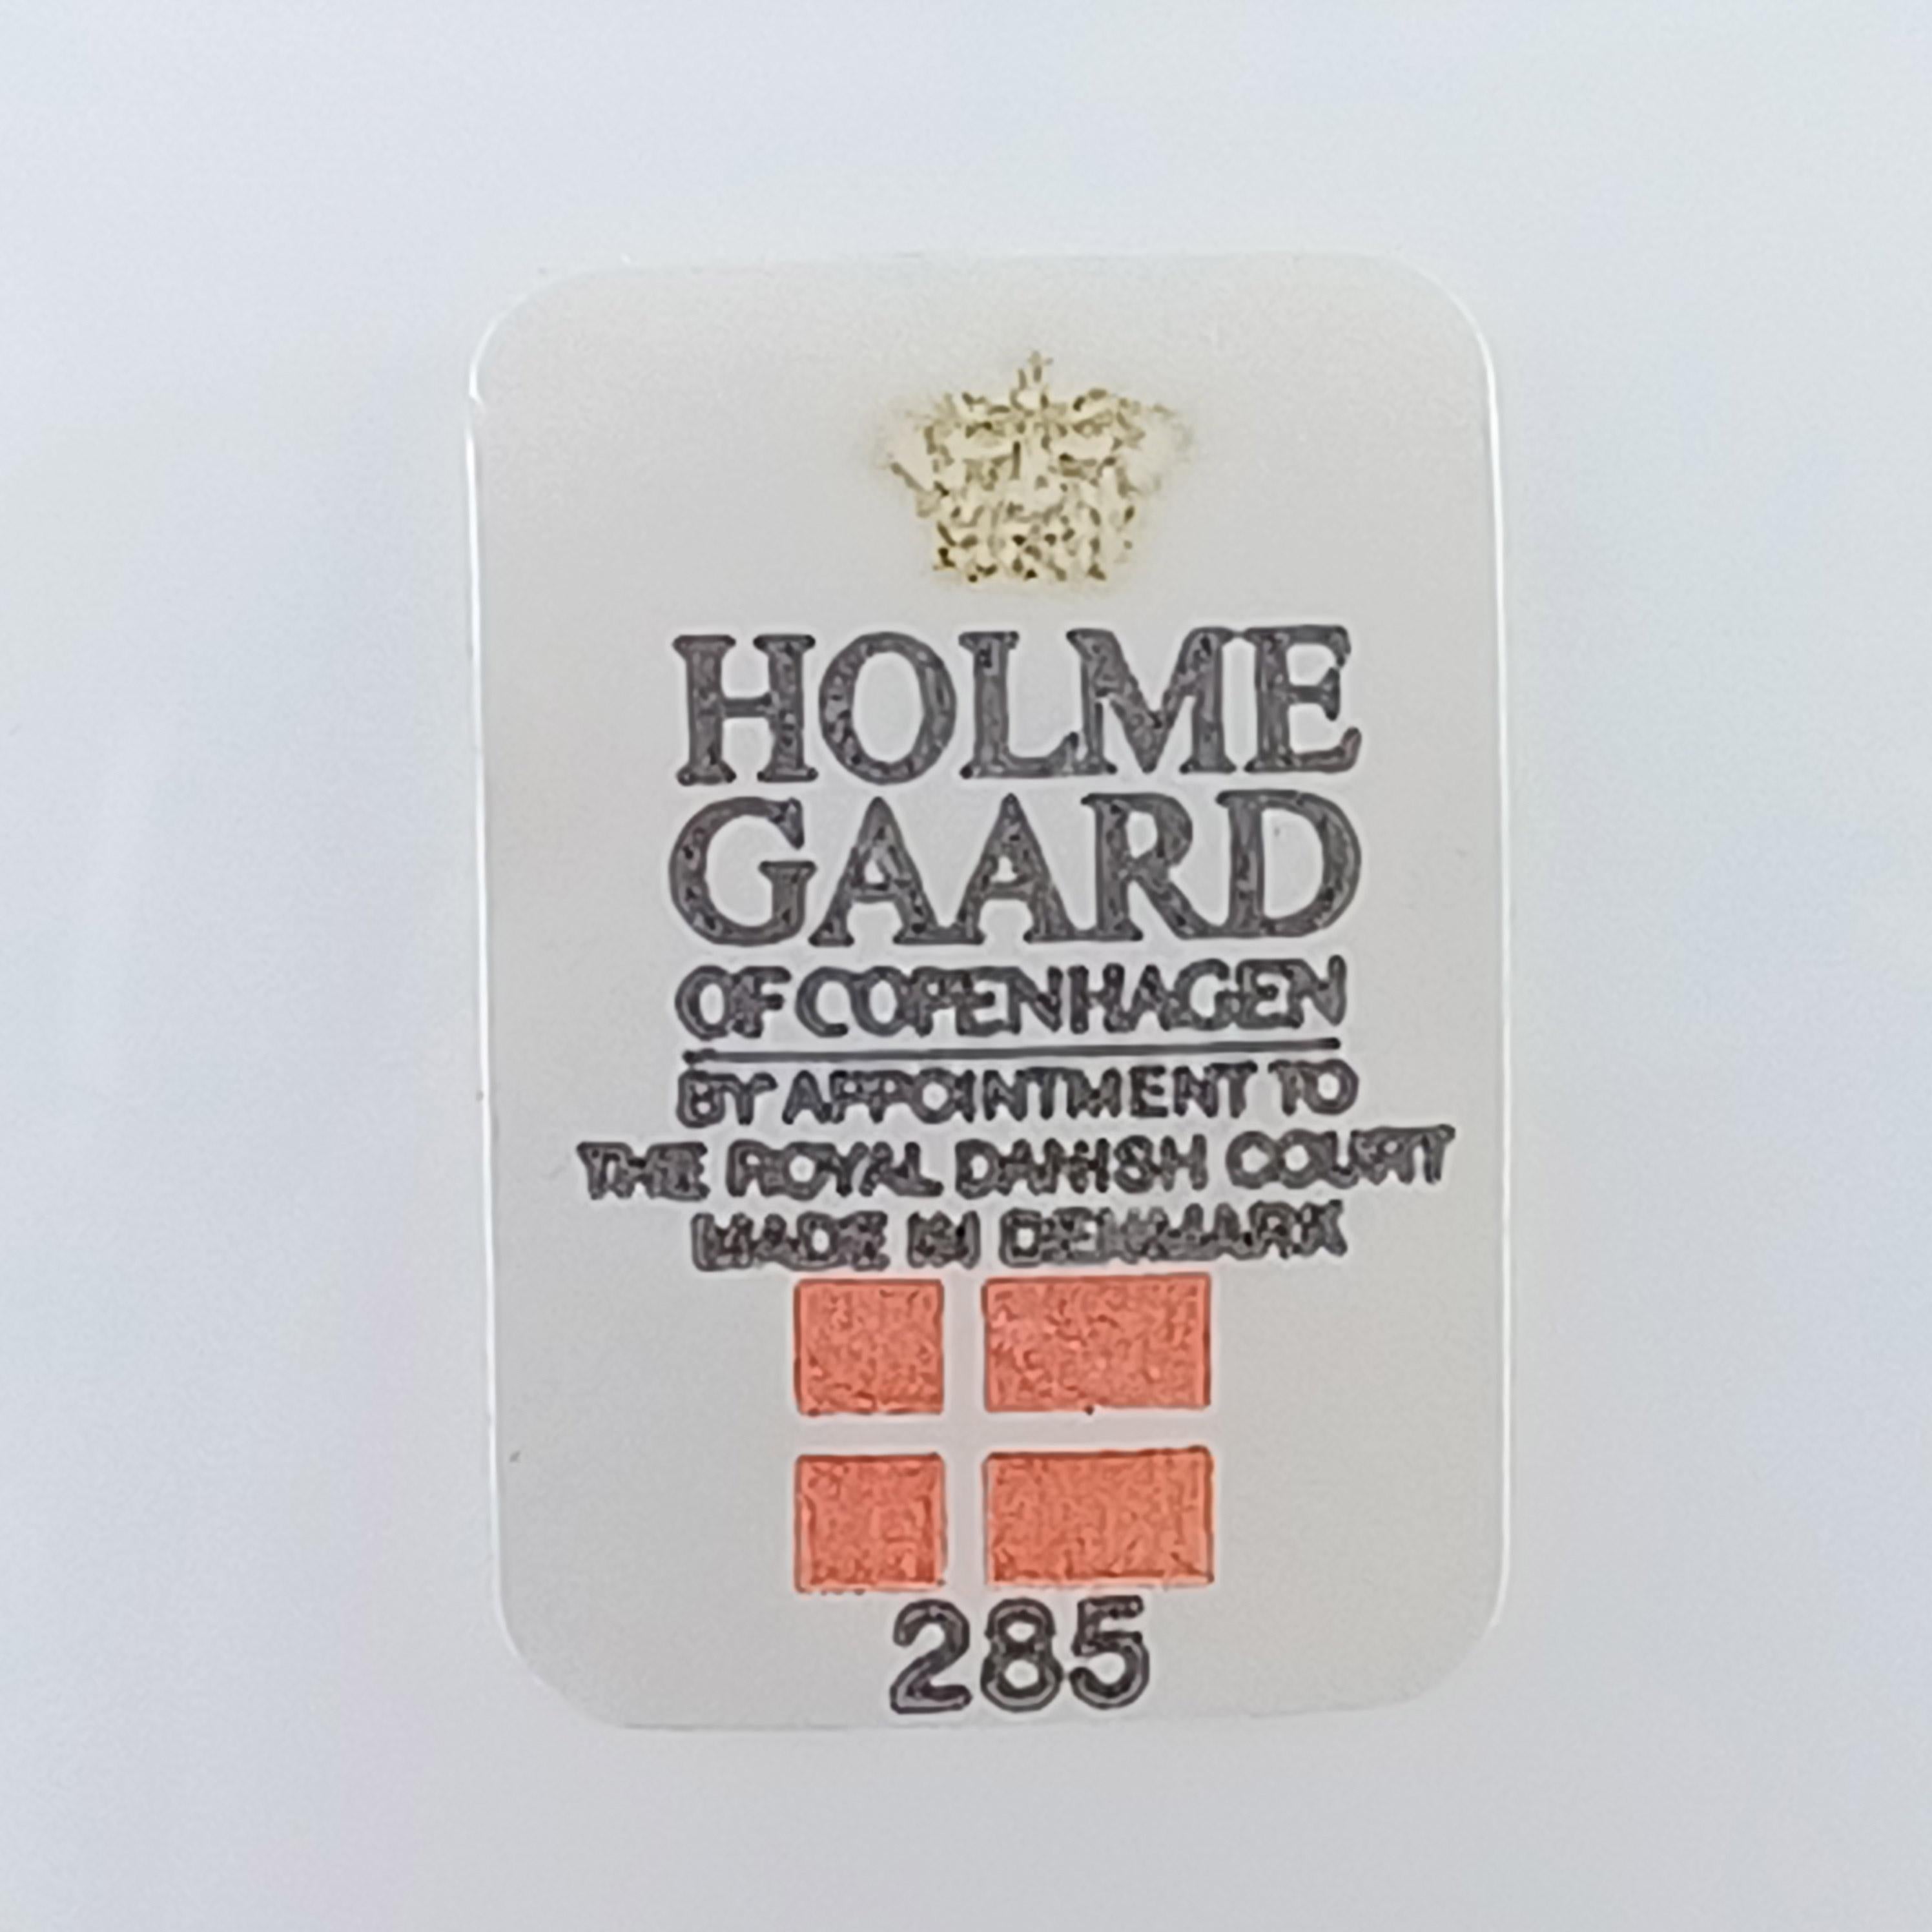 HOLME
GAARD
OF COPENHAGEN
BY APPOINTMENT TO
THE ROYAL DANISH COURT
MADE IN DENMARK
285